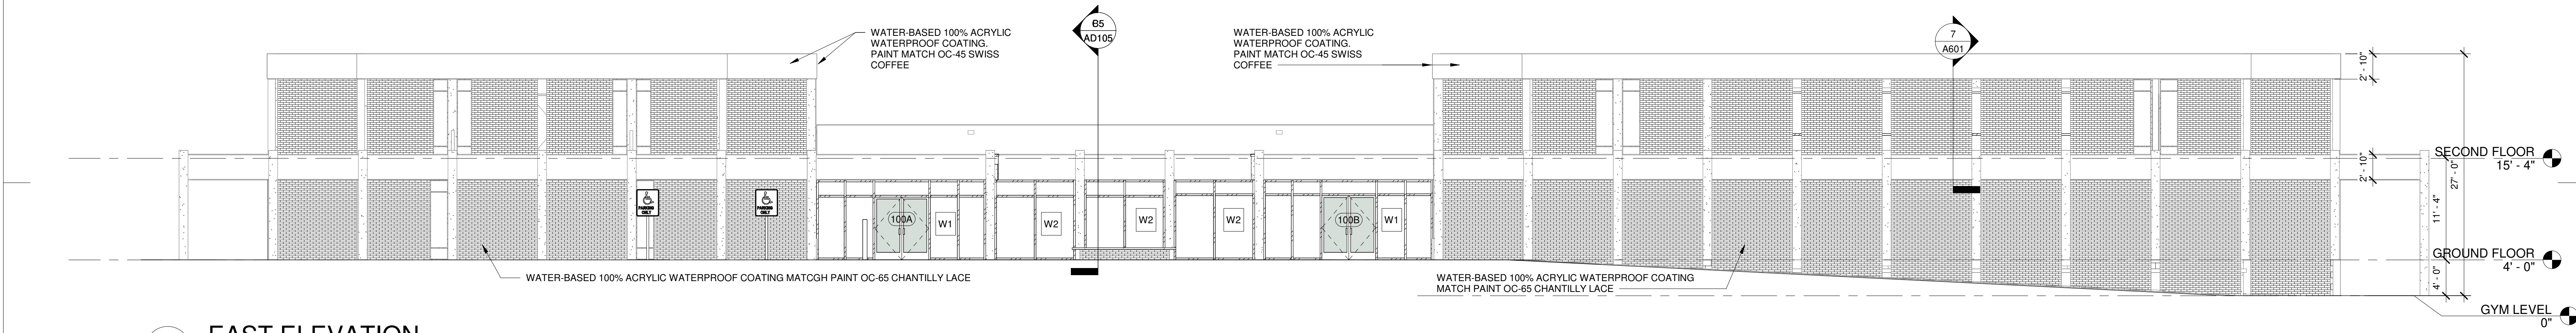 WATER-BASED 100% ACRYLIC
WATERPROOF COATING.
PAINT MATCH OC-45 SWISS
COFFEE
AD105
WATER-BASED 100% ACRYLIC
WATERPROOF COATING.
PAINT MATCH OC-45 SWISS
COFFEE
7
A601
2' - 10"
SECOND FLOOR
15' - 4"
2' - 10"
27' - 0"
11' - 4"
PARKING
ONLY
PARKING
ONLY
100A
W1
W2
W2
W2
100B
W1
GROUND FLOOR
4' - 0"
4' - 0"
WATER-BASED 100% ACRYLIC WATERPROOF COATING MATCGH PAINT OC-65 CHANTILLY LACE
WATER-BASED 100% ACRYLIC WATERPROOF COATING
MATCH PAINT OC-65 CHANTILLY LACE
GYM LEVEL
0"
EAST ELEVATION